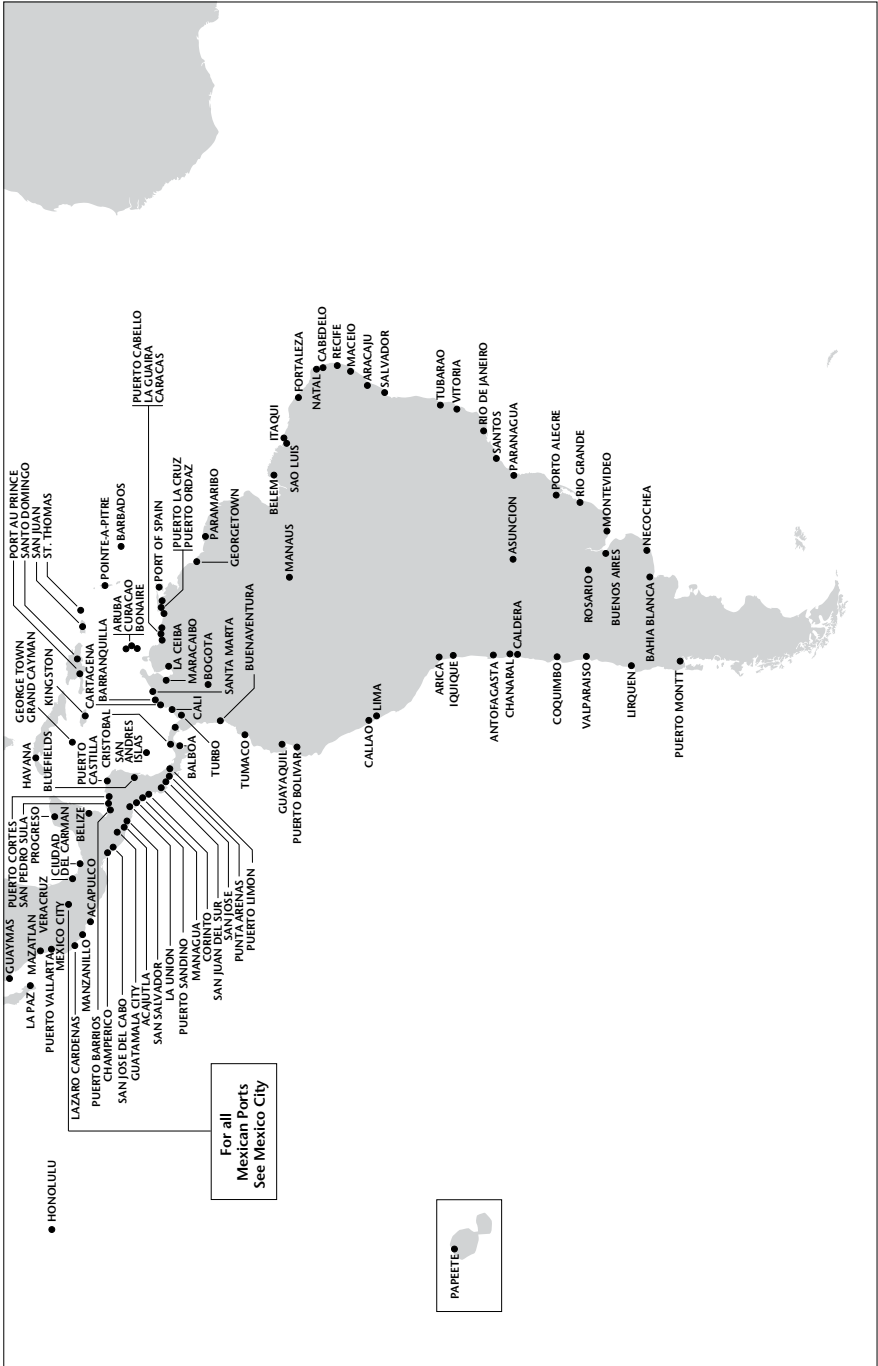 HONOLULU
For all
Mexican Ports
See Mexico City
PAPEETE
GUAYMAS
LA PAZ
MAZATLAN
PUERTO VALLARTA
VERACRUZ
MEXICO CITY
LAZARO CARDENAS
MANZANILLO
ACAPULCO
CIUDAD
DEL CARMAN
PUERTO CORTES
SAN PEDRO SULA
PROGRESO
BELIZE
PUERTO BARRIOS
CHAMPERICO
SAN JOSE DEL CABO
GUATAMALA CITY
ACAJUTLA
SAN SALVADOR
LA UNION
PUERTO SANDINO
MANAGUA
CORINTO
SAN JUAN DEL SUR
SAN JOSE
PUNTA ARENAS
PUERTO LIMON
HAVANA
BLUEFIELDS
GEORGE TOWN
GRAND CAYMAN
KINGSTON
PUERTO
CASTILLA
CRISTOBAL
SAN
ANDRES
ISLAS
CARTAGENA
BARRANQUILLA
PORT AU PRINCE
SANTO DOMINGO
SAN JUAN
ST. THOMAS
POINTE-A-PITRE
BARBADOS
ARUBA
CURACAO
BONAIRE
PUERTO CABELLO
LA GUAIRA
CARACAS
PORT OF SPAIN
PUERTO LA CRUZ
PUERTO ORDAZ
PARAMARIBO
GEORGETOWN
LA CEIBA
MARACAIBO
BOGOTA
SANTA MARTA
BUENAVENTURA
CALI
BALBOA
TURBO
TUMACO
GUAYAQUIL
PUERTO BOLIVAR
MANAUS
BELEM
ITAQUI
SAO LUIS
FORTALEZA
NATAL
CABEDELO
RECIFE
MACEIO
ARACAJU
SALVADOR
CALLAO
LIMA
TUBARAO
VITORIA
RIO DE JANEIRO
SANTOS
PARANAGUA
ARICA
IQUIQUE
ANTOFAGASTA
CHANARAL
CALDERA
ASUNCION
PORTO ALEGRE
RIO GRANDE
MONTEVIDEO
COQUIMBO
VALPARAISO
ROSARIO
BUENOS AIRES
NECOCHEA
BAHIA BLANCA
LIRQUEN
PUERTO MONTT